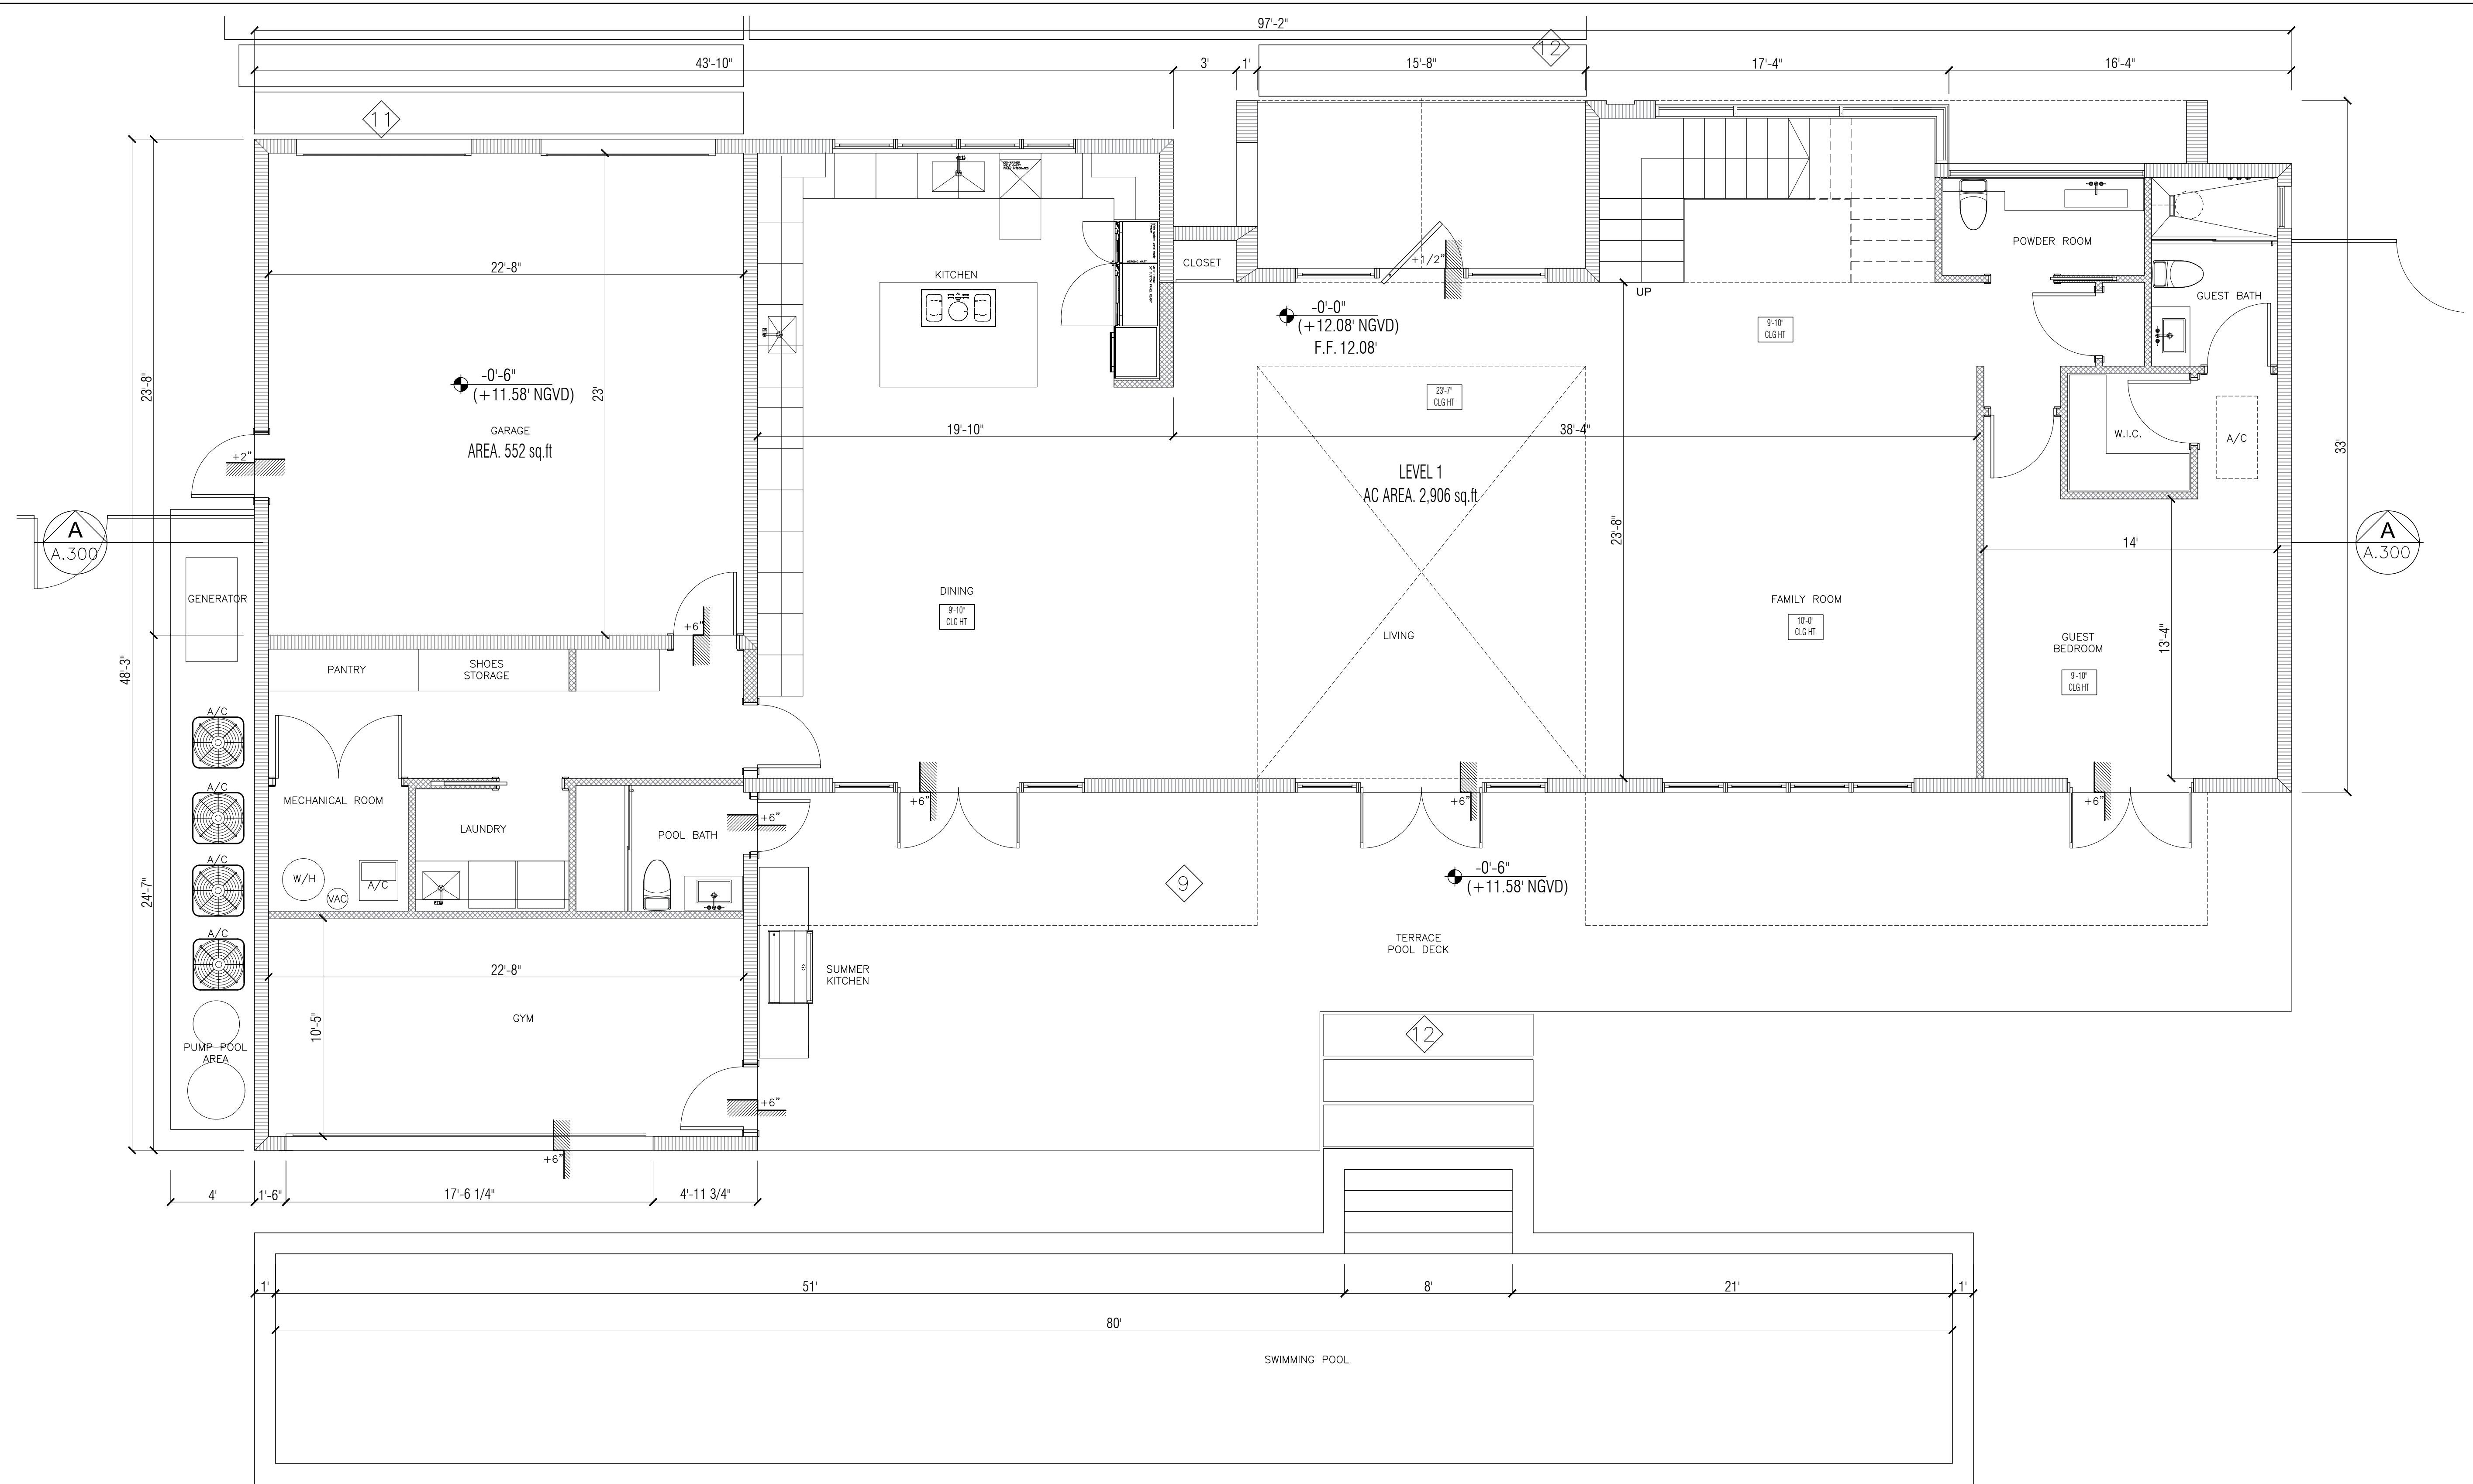 97'-2"
12
43'-10"
3'
1'
15'-8"
17'-4"
16'-4"
11
POWDER ROOM
CLOSET
+1/2"
22'-8"
KITCHEN
UP
GUEST BATH
-0'-0"
(+12.08' NGVD)
F.F. 12.08'
9'-10"
CLG HT
-0'-6"
(+11.58' NGVD)
23'-8"
23'
23'-7"
CLG HT
GARAGE
AREA. 552 sq.ft
19'-10"
38'-4"
W.I.C.
A/C
33'
+2"
LEVEL 1
AC AREA. 2,906 sq.ft
A
A.300
23'-8"
14'
A
A.300
GENERATOR
DINING
9'-10"
CLG HT
FAMILY ROOM
10'-0"
CLG HT
+6"
LIVING
GUEST
BEDROOM
13'-4"
9'-10"
CLG HT
48'-3"
PANTRY
SHOES
STORAGE
A/C
A/C
MECHANICAL ROOM
LAUNDRY
POOL BATH
+6"
+6"
+6"
+6"
A/C
W/H
VAC
A/C
24'-7"
9
-0'-6"
(+11.58' NGVD)
A/C
TERRACE
POOL DECK
22'-8"
SUMMER
KITCHEN
10'-5"
GYM
12
PUMP POOL
AREA
+6"
+6"
4'
1'-6"
17'-6 1/4"
4'-11 3/4"
1'
51'
8'
21'
1'
80'
SWIMMING POOL